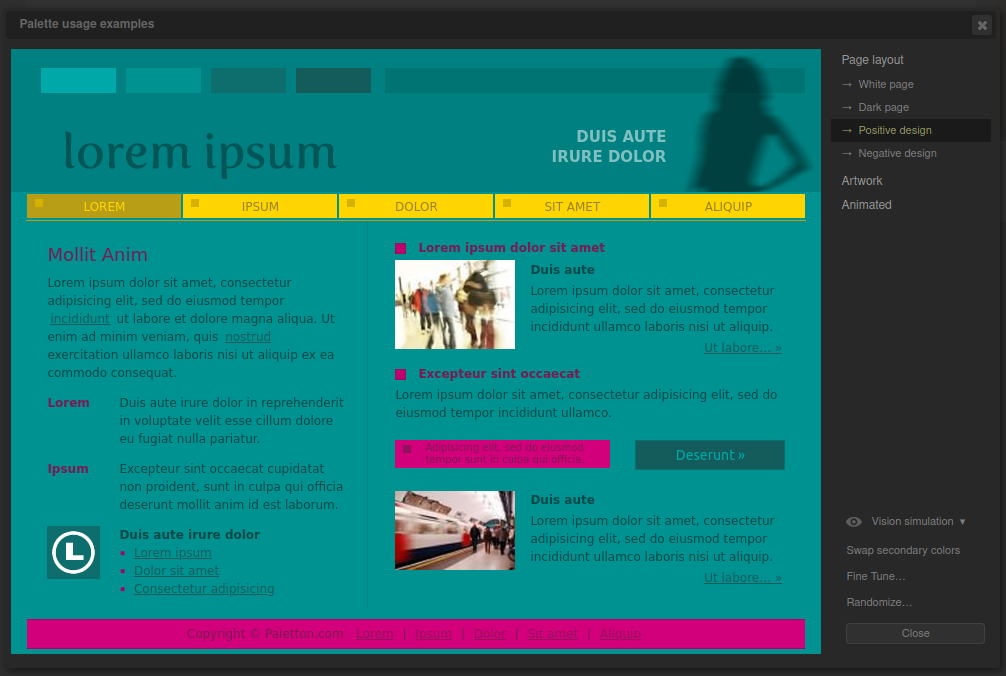 Palette usage examples
lorem ipsum
DUIS AUTE
IRURE DOLOR
LOREM
IPSUM
DOLOR
SIT AMET
ALIQUIP
Mollit Anim
Lorem ipsum dolor sit amet, consectetur
adipisicing elit, sed do eiusmod tempor
incididunt ut labore et dolore magna aliqua. Ut
enim ad minim veniam, quis nostrud
exercitation ullamco laboris nisi ut aliquip ex ea
commodo consequat.
Lorem
Duis aute irure dolor in reprehenderit
in voluptate velit esse cillum dolore
eu fugiat nulla pariatur.
Ipsum
Excepteur sint occaecat cupidatat
non proident, sunt in culpa qui officia
deserunt mollit anim id est laborum.
Duis aute irure dolor
Lorem ipsum
Dolor sit amet
Consectetur adipisicing
Lorem ipsum dolor sit amet
Duis aute
Lorem ipsum dolor sit amet, consectetur
adipisicing elit, sed do eiusmod tempor
incididunt ullamco laboris nisi ut aliquip.
Ut labore… »
Excepteur sint occaecat
Lorem ipsum dolor sit amet, consectetur adipisicing elit, sed do
eiusmod tempor incididunt ullamco.
Adipisicing elit, sed do eiusmod
tempor sunt in culpa qui officia.
Deserunt »
Duis aute
Lorem ipsum dolor sit amet, consectetur
adipisicing elit, sed do eiusmod tempor
incididunt ullamco laboris nisi ut aliquip.
Ut labore… »
Copyright © Paletton.com Lorem | Ipsum | Dolor | Sit amet | Aliquip
Page layout
→ White page
→ Dark page
→ Positive design
→ Negative design
Artwork
Animated
Vision simulation ▼
Swap secondary colors
Fine Tune…
Randomize…
Close